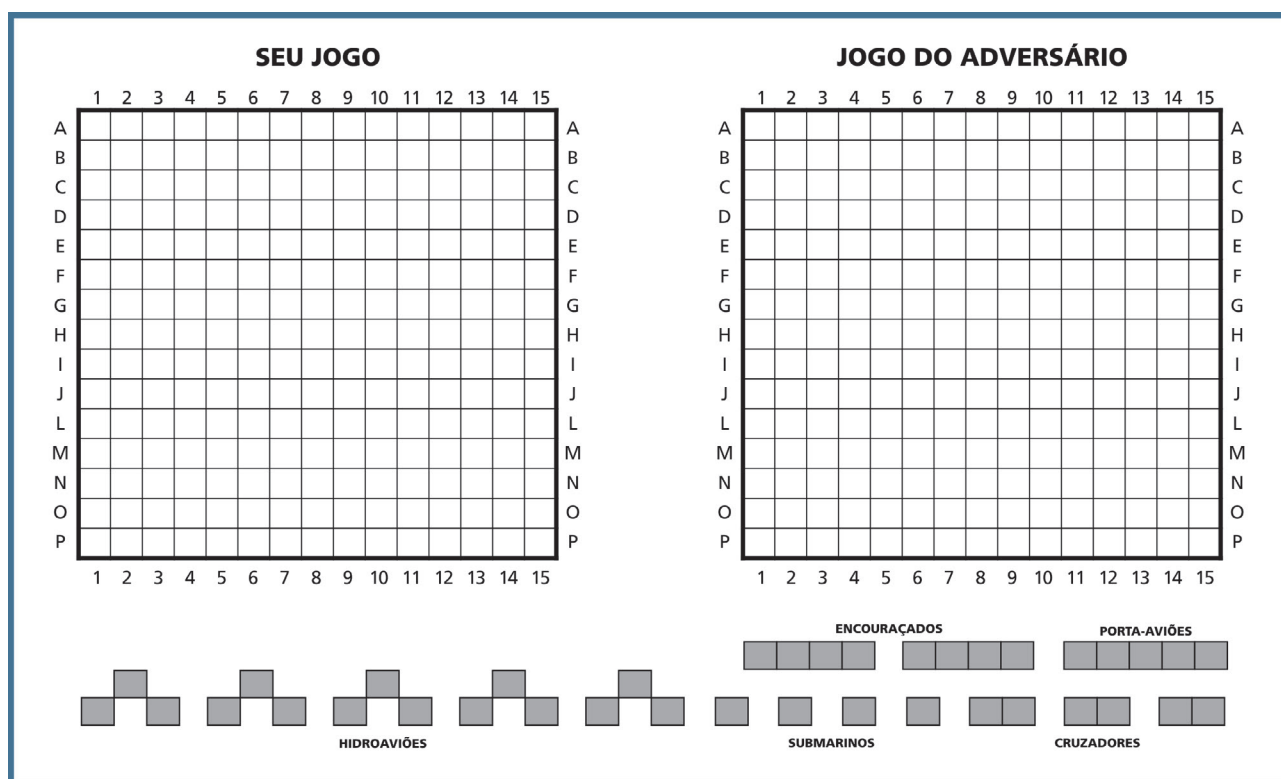 SEU JOGO
JOGO DO ADVERSÁRIO
1 2 3 4 5 6 7 8 9 10 11 12 13 14 15
1 2 3 4 5 6 7 8 9 10 11 12 13 14 15
A A A A
B B B B
C C C C
D D D D
E E E E
F F F F
G G G G
H H H H
I I I I
J J J J
L L L L
M M M M
N N N N
O O O O
P P P P
1 2 3 4 5 6 7 8 9 10 11 12 13 14 15
1 2 3 4 5 6 7 8 9 10 11 12 13 14 15
ENCOURAÇADOS
PORTA-AVIÕES
HIDROAVIÕES
SUBMARINOS
CRUZADORES